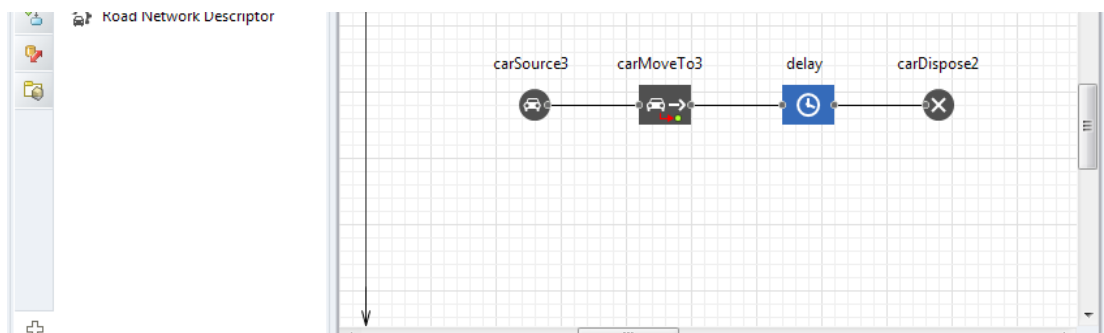 Road Network Descriptor
carSource3 carMoveTo3 delay carDispose2